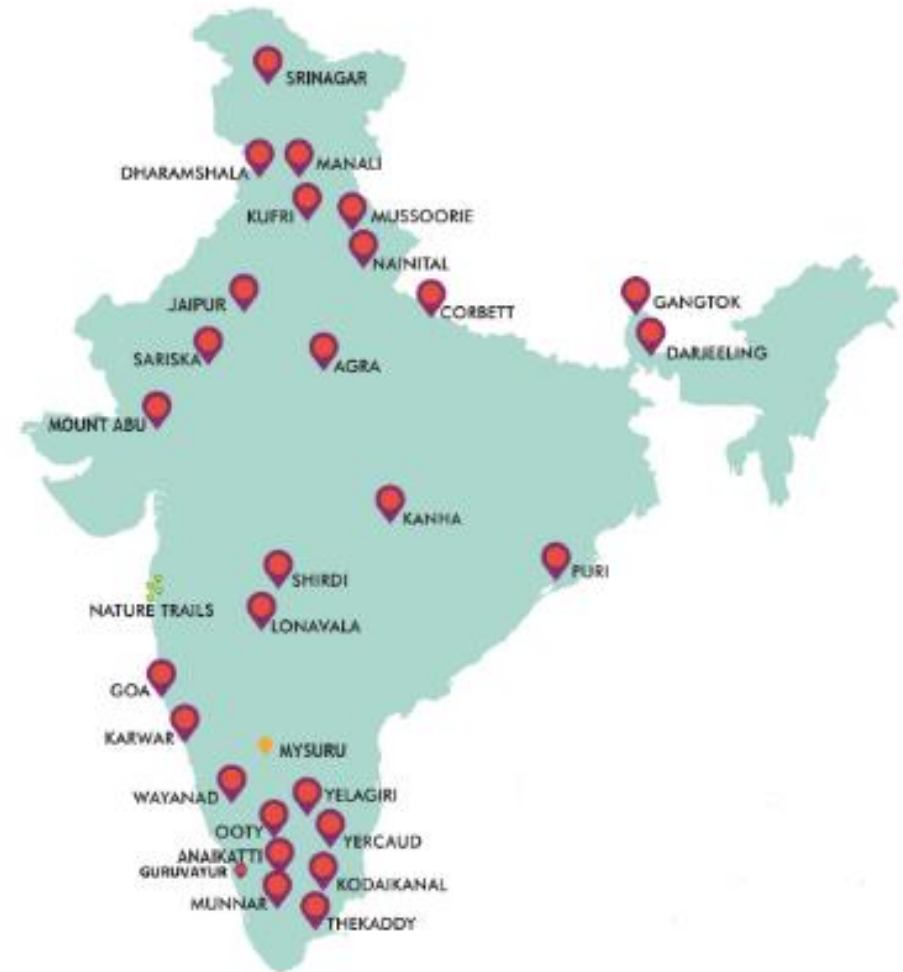 SRINAGAR
DHARAMSHALA
MANALI
KUFRI
MUSSOORIE
NAINITAL
JAIPUR
CORBETT
GANGTOK
SARISKA
AGRA
DARJEELING
MOUNT ABU
KANHA
SHIRDI
PURI
NATURE TRAILS
LONAVALA
GOA
KARWAR
MYSURU
WAYANAD
YELAGIRI
OOTY
YERCAUD
ANAIKATTI
GURUVAYUR
KODAIKANAL
MUNNAR
THEKADDY